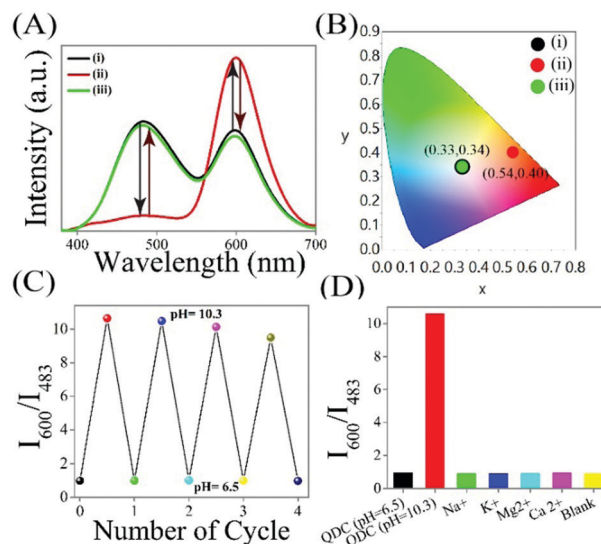 (A)
(i)
(ii)
(iii)
Intensity (a.u.)
400 500 600 700
Wavelength (nm)
(B)
(i)
(ii)
(iii)
0.9
0.8
0.7
0.6
0.5
0.4
0.3
0.2
0.1
0.0
y
(0.33,0.34)
(0.54,0.40)
0.0 0.1 0.2 0.3 0.4 0.5 0.6 0.7 0.8
x
(C)
I600/I483
10
8
6
4
2
0
pH= 10.3
pH= 6.5
0 1 2 3 4
Number of Cycle
(D)
I600/I483
10
8
6
4
2
0
QDC (pH=6.5)
QDC (pH=10.3)
Na+
K+
Mg2+
Ca 2+
Blank